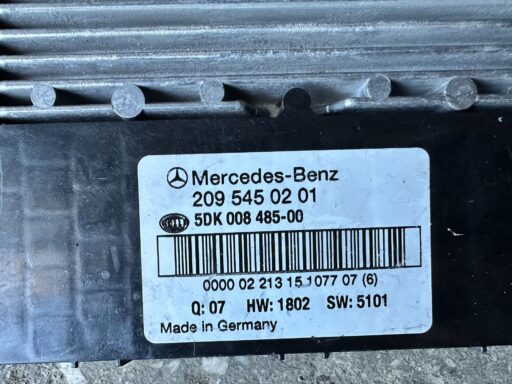 Mercedes-Benz
209 545 02 01
HELLA 5DK 008 485-00
0000 02 213 15 1077 07 (6)
Q: 07 HW: 1802 SW: 5101
Made in Germany